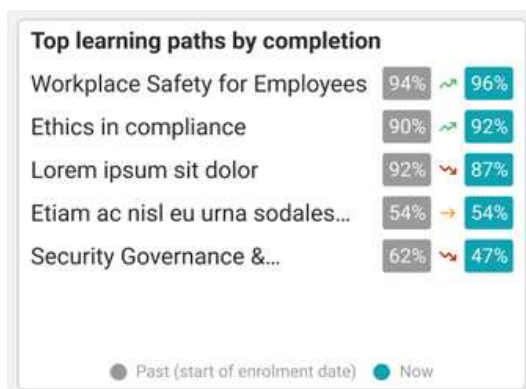 Top learning paths by completion
Workplace Safety for Employees 94% 96%
Ethics in compliance 90% 92%
Lorem ipsum sit dolor 92% 87%
Etiam ac nisl eu urna sodales... 54% 54%
Security Governance &... 62% 47%
Past (start of enrolment date) Now